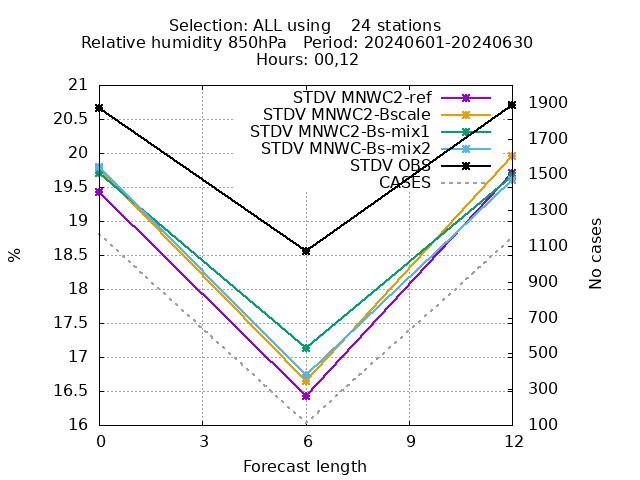 Selection: ALL using    24 stations
Relative humidity 850hPa   Period: 20240601-20240630
Hours: 00,12
STDV MNWC2-ref
STDV MNWC2-Bscale
STDV MNWC2-Bs-mix1
STDV MNWC-Bs-mix2
STDV OBS
CASES
21
20.5
20
19.5
19
18.5
18
17.5
17
16.5
16
%
1900
1700
1500
1300
1100
900
700
500
300
100
No cases
0 3 6 9 12
Forecast length